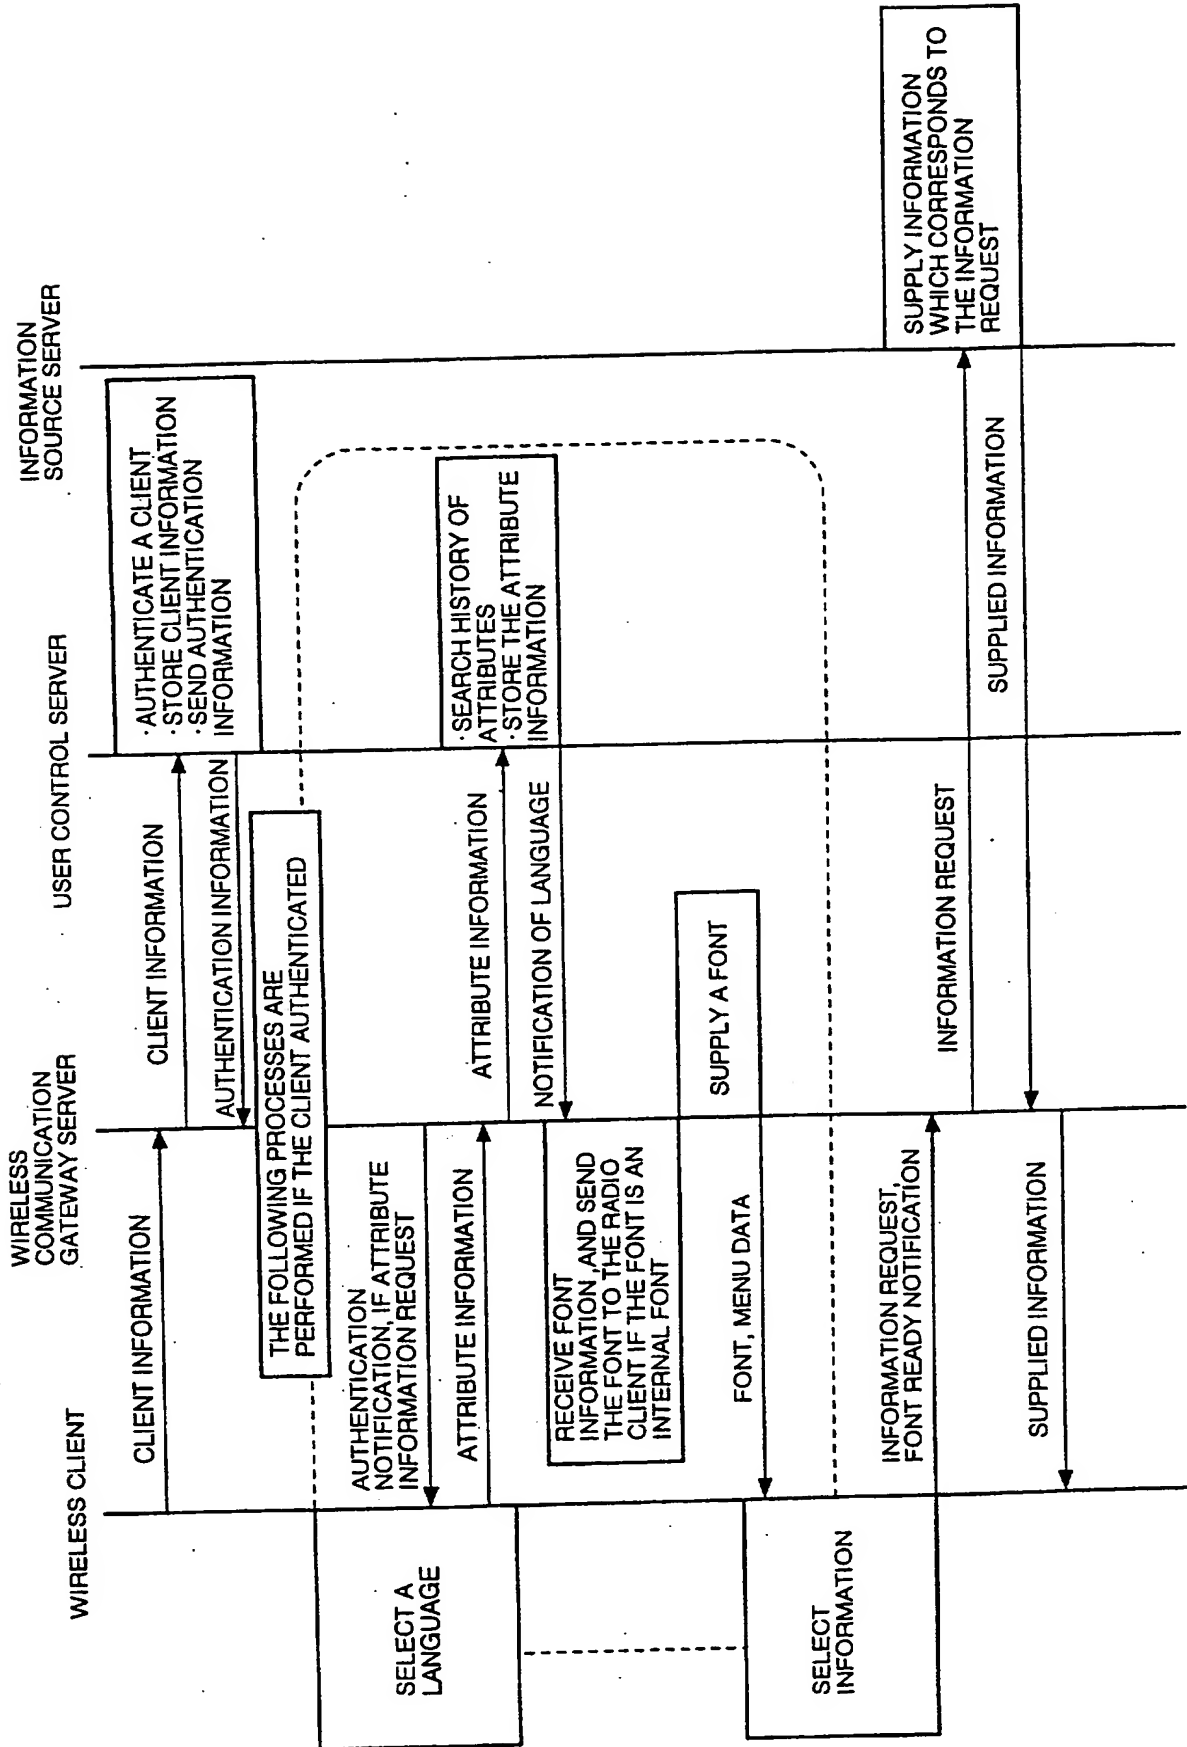 WIRELESS CLIENT
WIRELESS
COMMUNICATION
GATEWAY SERVER
USER CONTROL SERVER
INFORMATION
SOURCE SERVER
CLIENT INFORMATION
CLIENT INFORMATION
·AUTHENTICATE A CLIENT
·STORE CLIENT INFORMATION
·SEND AUTHENTICATION
INFORMATION
AUTHENTICATION INFORMATION
THE FOLLOWING PROCESSES ARE
PERFORMED IF THE CLIENT AUTHENTICATED
SELECT A
LANGUAGE
AUTHENTICATION
NOTIFICATION, IF ATTRIBUTE
INFORMATION REQUEST
ATTRIBUTE INFORMATION
ATTRIBUTE INFORMATION
·SEARCH HISTORY OF
ATTRIBUTES
·STORE THE ATTRIBUTE
INFORMATION
NOTIFICATION OF LANGUAGE
RECEIVE FONT
INFORMATION ,AND SEND
THE FONT TO THE RADIO
CLIENT IF THE FONT IS AN
INTERNAL FONT
SUPPLY A FONT
FONT, MENU DATA
SELECT
INFORMATION
INFORMATION REQUEST,
FONT READY NOTIFICATION
INFORMATION REQUEST
SUPPLY INFORMATION
WHICH CORRESPONDS TO
THE INFORMATION
REQUEST
SUPPLIED INFORMATION
SUPPLIED INFORMATION